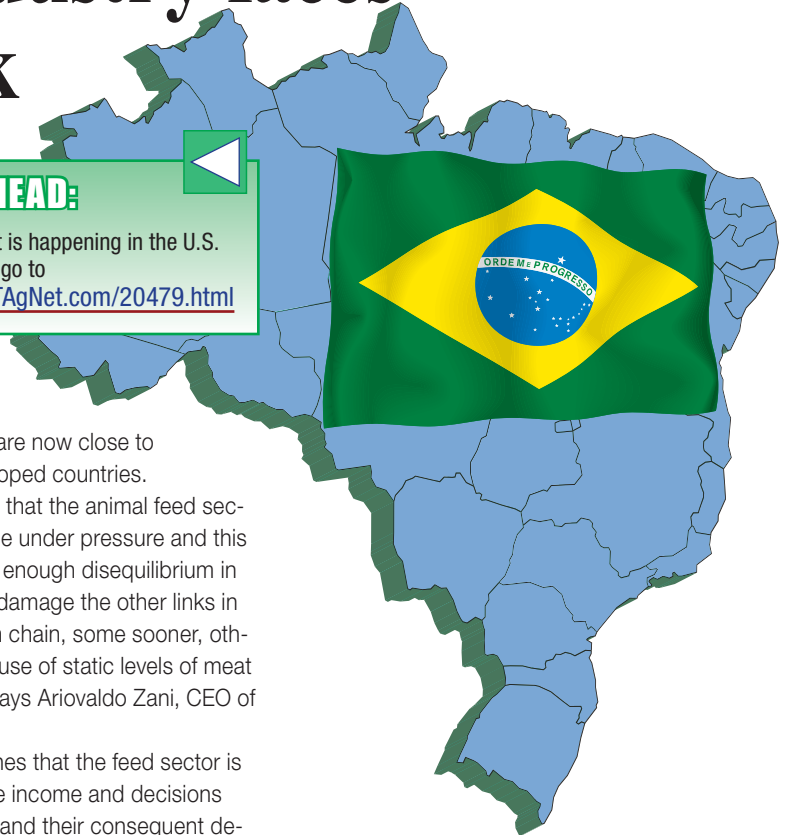 EAD:
t is happening in the U.S.
go to
TAgNet.com/20479.html
ORDEM E PROGRESSO
are now close to
oped countries.
that the animal feed sec-
e under pressure and this
enough disequilibrium in
damage the other links in
n chain, some sooner, oth-
use of static levels of meat
ays Ariovaldo Zani, CEO of
nes that the feed sector is
e income and decisions
and their consequent de-